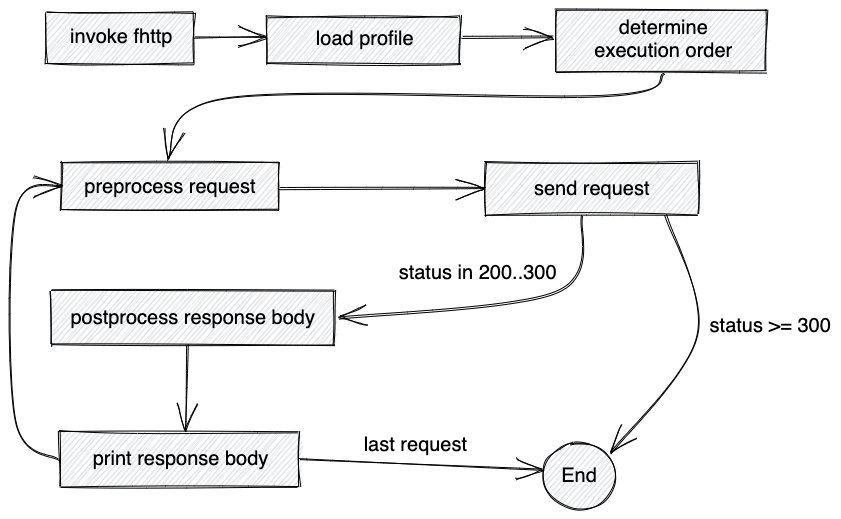 invoke fhttp
load profile
determine
execution order
preprocess request
send request
status in 200..300
postprocess response body
status >= 300
print response body
last request
End